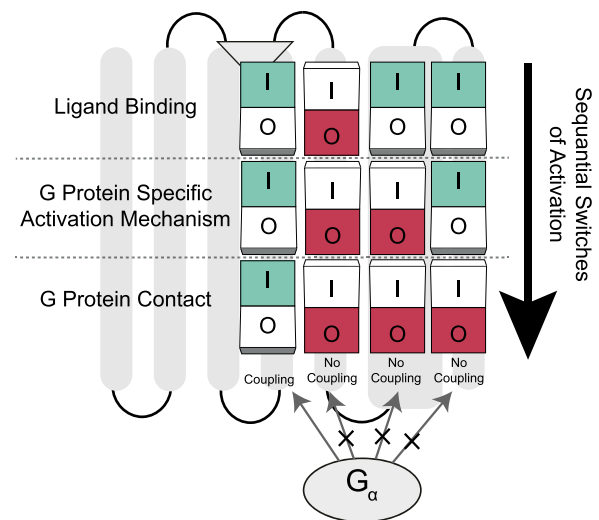 Ligand Binding
I I I I
O O O O
G Protein Specific
Activation Mechanism
I I I I
O O O O
G Protein Contact
I I I I
O O O O
Coupling
No
Coupling
No
Coupling
No
Coupling
Gα
Sequantial Switches
of Activation